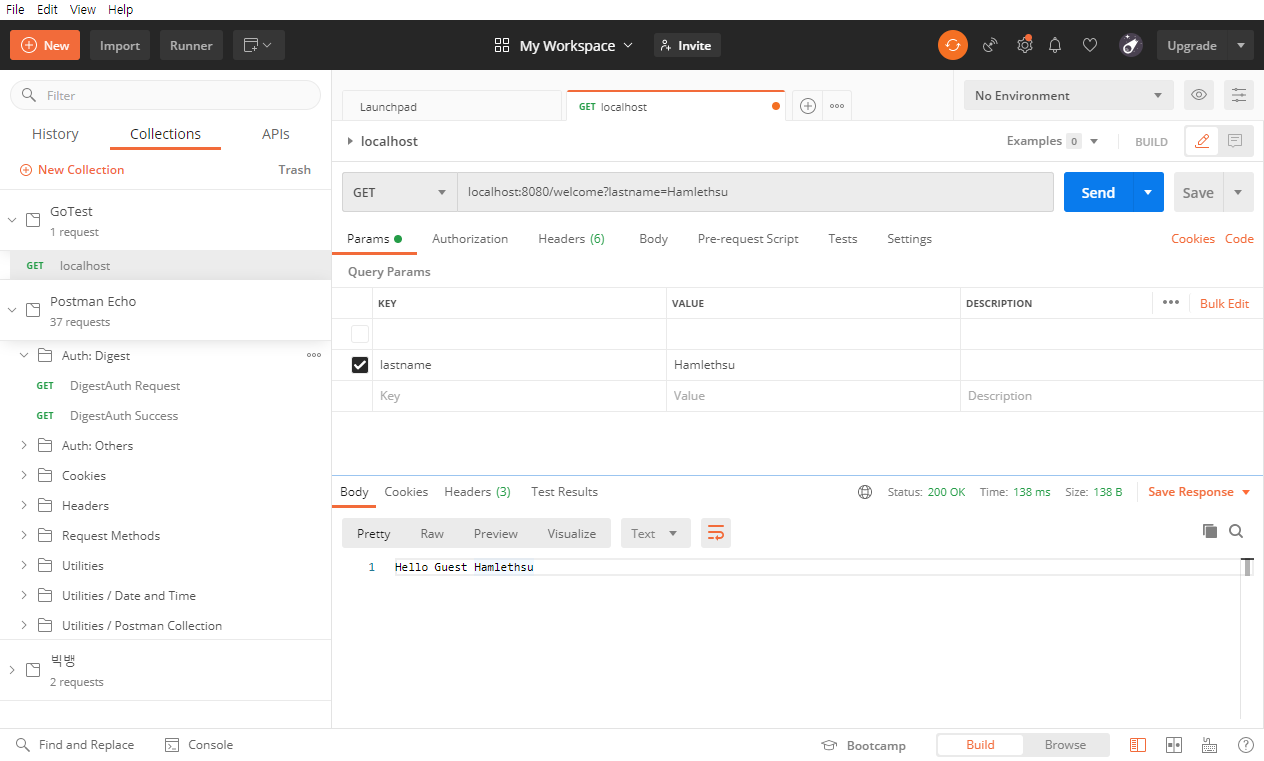 File Edit View Help
New Import Runner My Workspace Invite Upgrade
Filter
History Collections APIs
New Collection Trash
GoTest
1 request
GET localhost
Postman Echo
37 requests
Auth: Digest
GET DigestAuth Request
GET DigestAuth Success
Auth: Others
Cookies
Headers
Request Methods
Utilities
Utilities / Date and Time
Utilities / Postman Collection
빅뱅
2 requests
Launchpad GET localhost No Environment
localhost Examples 0 BUILD
GET localhost:8080/welcome?lastname=Hamlethsu Send Save
Params Authorization Headers (6) Body Pre-request Script Tests Settings Cookies Code
Query Params
KEY VALUE DESCRIPTION Bulk Edit
lastname Hamlethsu
Key Value Description
Body Cookies Headers (3) Test Results Status: 200 OK Time: 138 ms Size: 138 B Save Response
Pretty Raw Preview Visualize Text
1 Hello Guest Hamlethsu
Find and Replace Console Bootcamp Build Browse